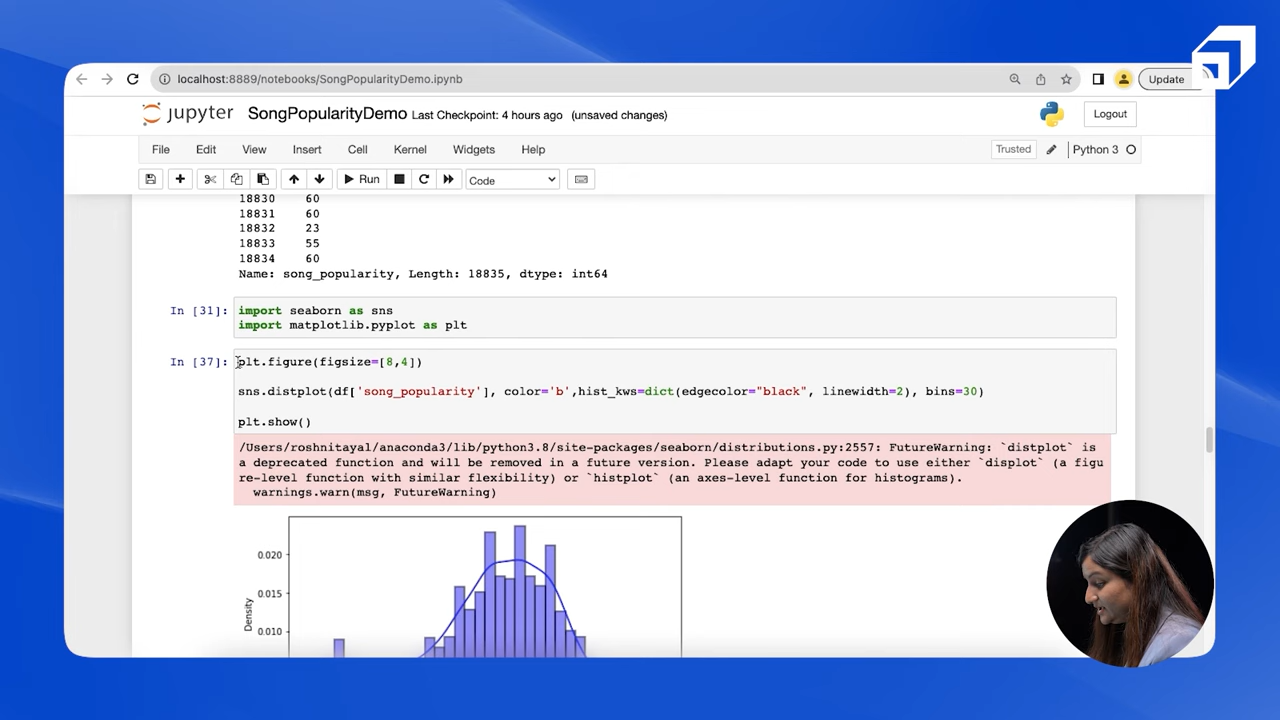 localhost:8889/notebooks/SongPopularityDemo.ipynb
Update
jupyter SongPopularityDemo Last Checkpoint: 4 hours ago (unsaved changes)
Logout
File Edit View Insert Cell Kernel Widgets Help
Trusted Python 3
Run Code
18830 60
18831 60
18832 23
18833 55
18834 60
Name: song_popularity, Length: 18835, dtype: int64
In [31]: import seaborn as sns
import matplotlib.pyplot as plt
In [37]: plt.figure(figsize=[8,4])
sns.distplot(df['song_popularity'], color='b',hist_kws=dict(edgecolor="black", linewidth=2), bins=30)
plt.show()
/Users/roshnitayal/anaconda3/lib/python3.8/site-packages/seaborn/distributions.py:2557: FutureWarning: `distplot` is
a deprecated function and will be removed in a future version. Please adapt your code to use either `displot` (a figu
re-level function with similar flexibility) or `histplot` (an axes-level function for histograms).
warnings.warn(msg, FutureWarning)
0.020
0.015
Density
0.010